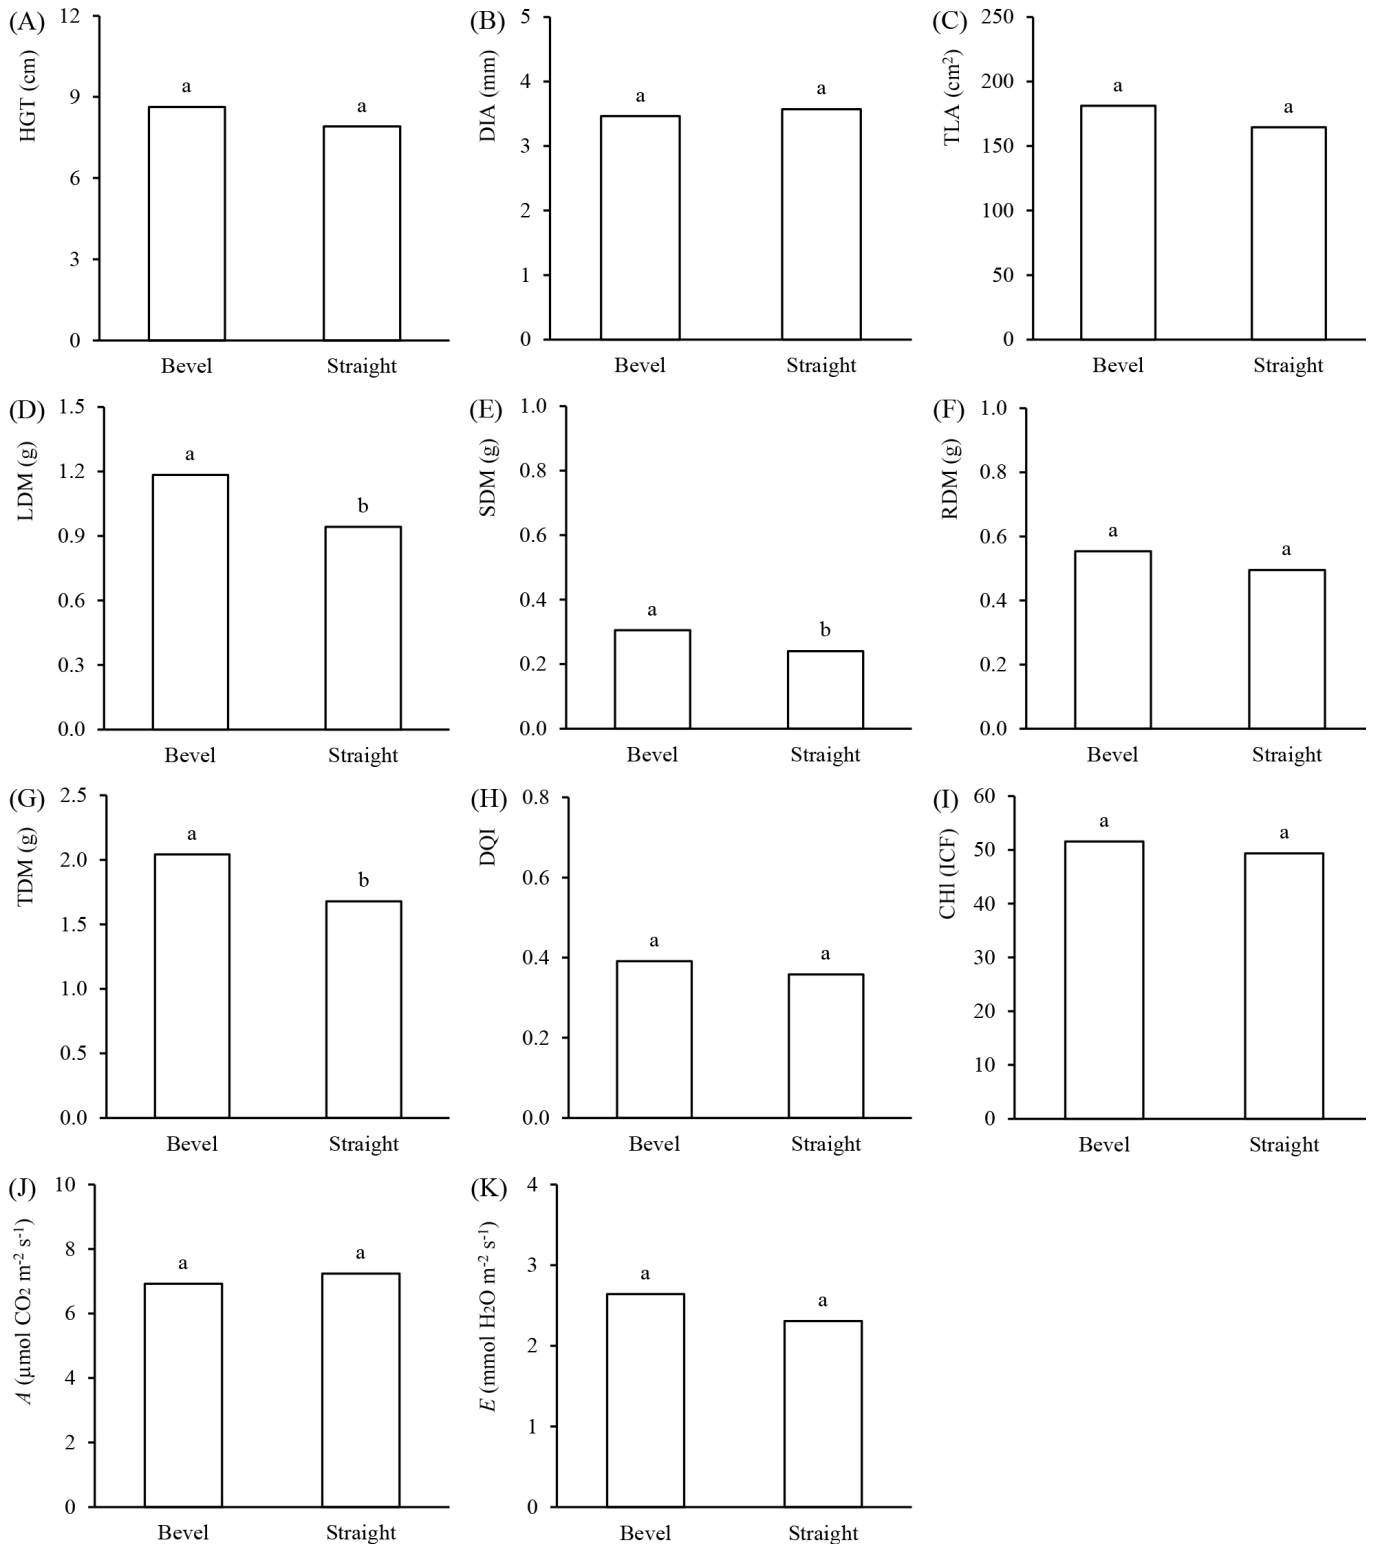 (A)
HGT (cm)
12
9
6
3
0
a
a
Bevel
Straight
(B)
DIA (mm)
5
4
3
2
1
0
a
a
Bevel
Straight
(C)
TLA (cm²)
250
200
150
100
50
0
a
a
Bevel
Straight
(D)
LDM (g)
1.5
1.2
0.9
0.6
0.3
0.0
a
b
Bevel
Straight
(E)
SDM (g)
1.0
0.8
0.6
0.4
0.2
0.0
a
b
Bevel
Straight
(F)
RDM (g)
1.0
0.8
0.6
0.4
0.2
0.0
a
a
Bevel
Straight
(G)
TDM (g)
2.5
2.0
1.5
1.0
0.5
0.0
a
b
Bevel
Straight
(H)
DQI
0.8
0.6
0.4
0.2
0.0
a
a
Bevel
Straight
(I)
CHl (ICF)
60
50
40
30
20
10
0
a
a
Bevel
Straight
(J)
A (µmol CO2 m⁻² s⁻¹)
10
8
6
4
2
0
a
a
Bevel
Straight
(K)
E (mmol H2O m⁻² s⁻¹)
4
3
2
1
0
a
a
Bevel
Straight